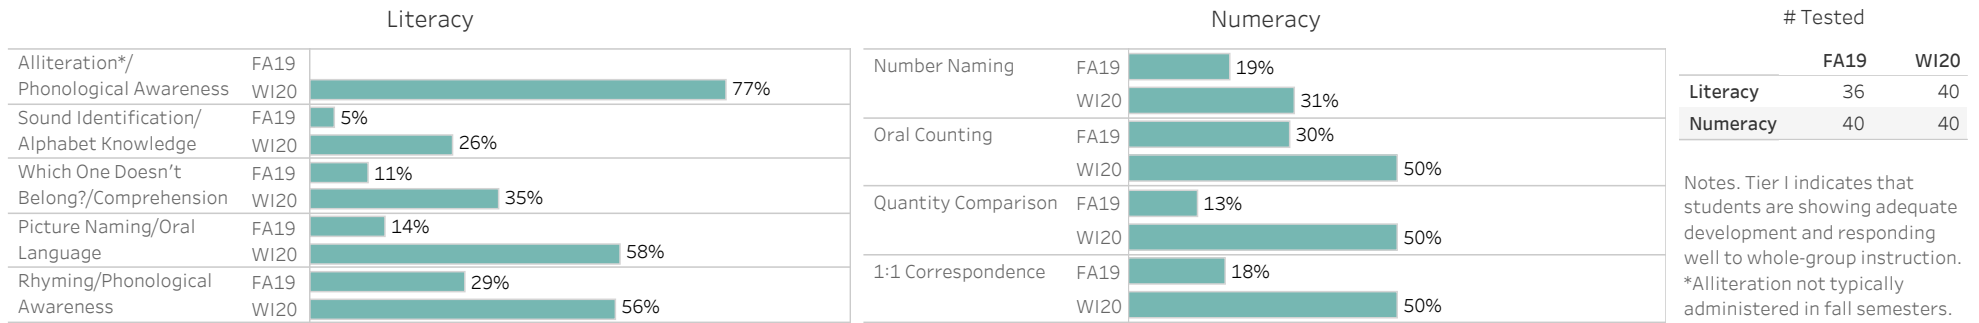 Literacy
Alliteration*/ FA19
Phonological Awareness WI20 77%
Sound Identification/ FA19 5%
Alphabet Knowledge WI20 26%
Which One Doesn't FA19 11%
Belong?/Comprehension WI20 35%
Picture Naming/Oral FA19 14%
Language WI20 58%
Rhyming/Phonological FA19 29%
Awareness WI20 56%
Numeracy
Number Naming FA19 19%
WI20 31%
Oral Counting FA19 30%
WI20 50%
Quantity Comparison FA19 13%
WI20 50%
1:1 Correspondence FA19 18%
WI20 50%
# Tested
FA19 WI20
Literacy 36 40
Numeracy 40 40
Notes. Tier I indicates that
students are showing adequate
development and responding
well to whole-group instruction.
*Alliteration not typically
administered in fall semesters.